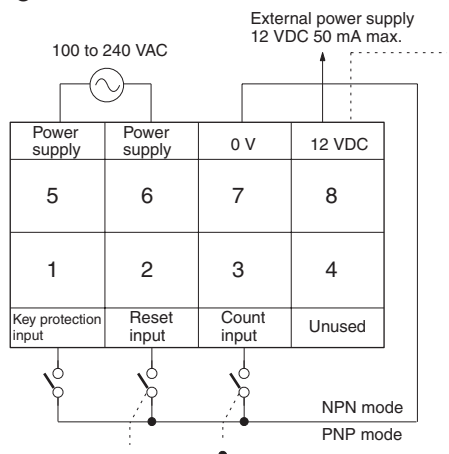 External power supply
12 VDC 50 mA max.
100 to 240 VAC
Power supply
Power supply
0 V
12 VDC
5
6
7
8
1
2
3
4
Key protection input
Reset input
Count input
Unused
NPN mode
PNP mode